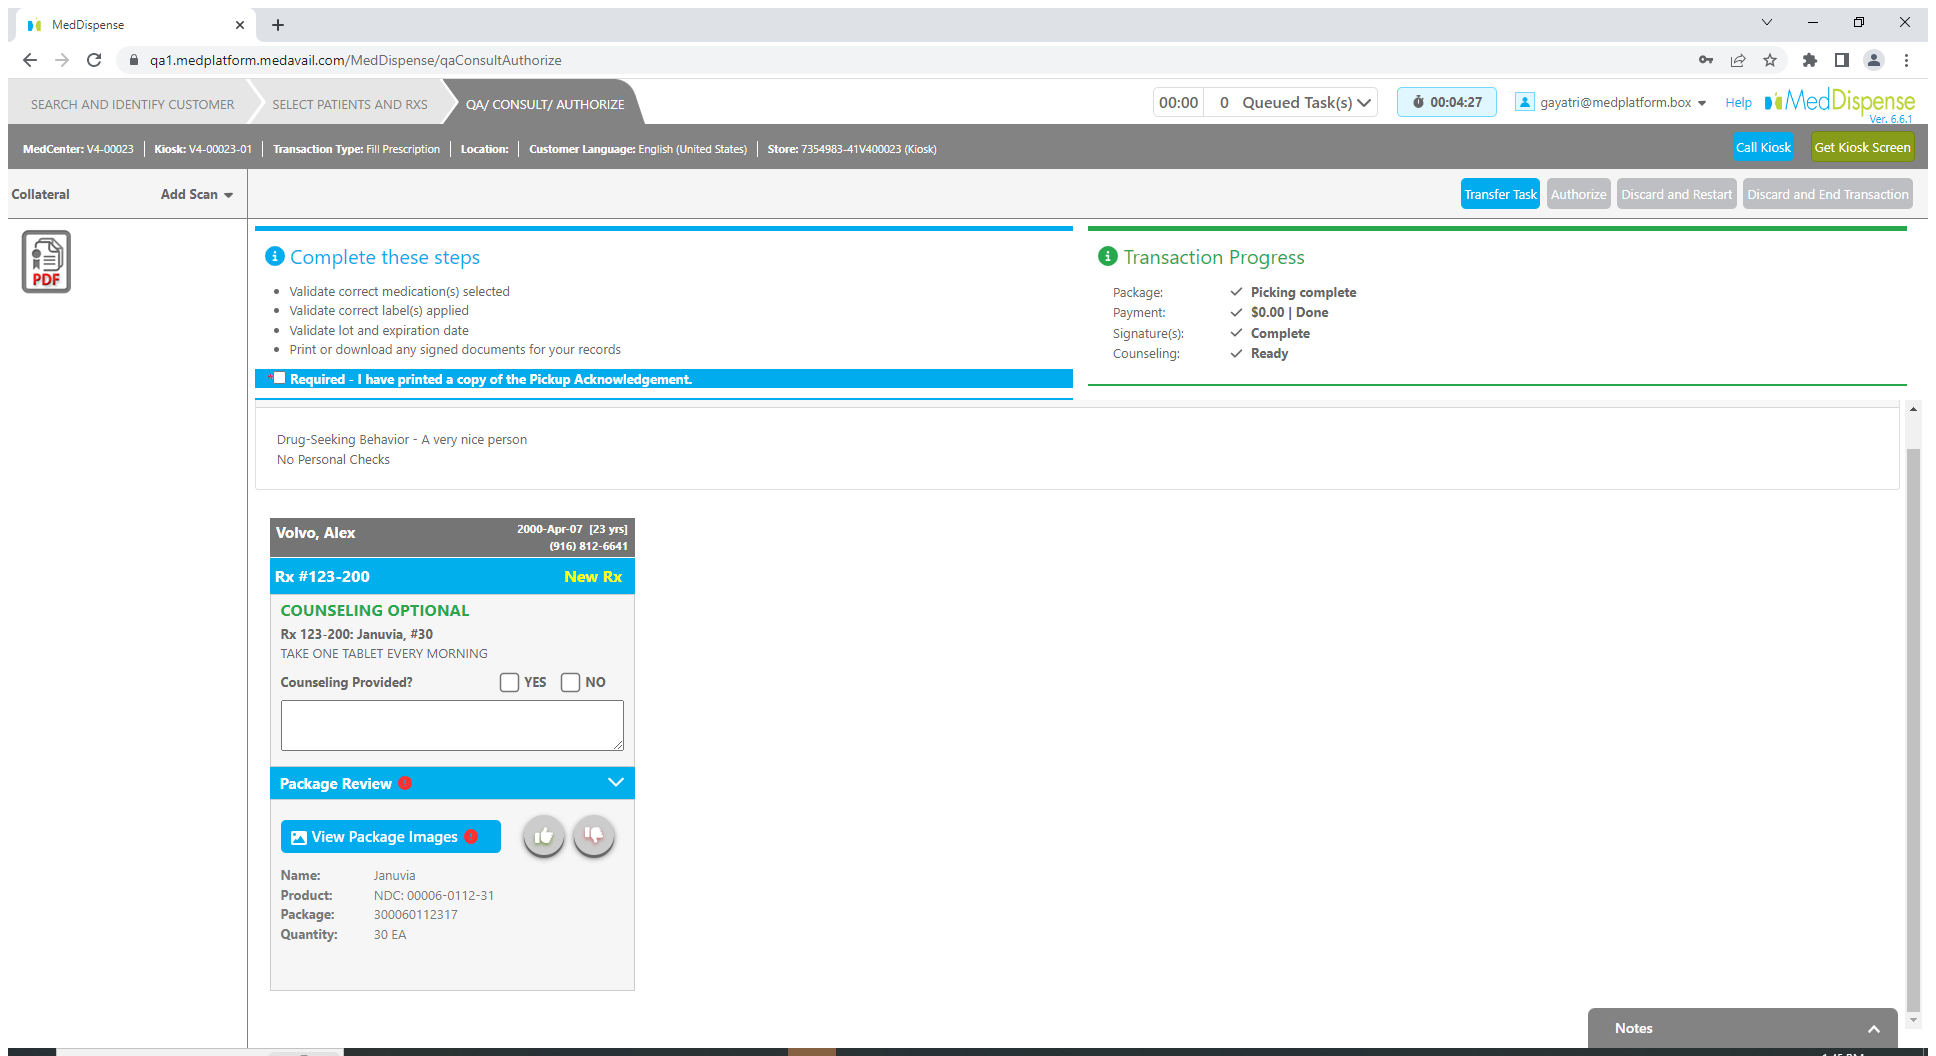 MedDispense
qa1.medplatform.medavail.com/MedDispense/qaConsultAuthorize
SEARCH AND IDENTIFY CUSTOMER
SELECT PATIENTS AND RXS
QA/ CONSULT/ AUTHORIZE
00:00 0 Queued Task(s)
00:04:27
gayatri@medplatform.box
Help
MedDispense
Ver. 6.6.1
MedCenter: V4-00023 Kiosk: V4-00023-01 Transaction Type: Fill Prescription Location: Customer Language: English (United States) Store: 7354983-41V400023 (Kiosk)
Call Kiosk
Get Kiosk Screen
Collateral
Add Scan
Transfer Task
Authorize
Discard and Restart
Discard and End Transaction
PDF
Complete these steps
Validate correct medication(s) selected
Validate correct label(s) applied
Validate lot and expiration date
Print or download any signed documents for your records
* Required - I have printed a copy of the Pickup Acknowledgement.
Transaction Progress
Package: Picking complete
Payment: $0.00 | Done
Signature(s): Complete
Counseling: Ready
Drug-Seeking Behavior - A very nice person
No Personal Checks
Volvo, Alex
2000-Apr-07 [23 yrs]
(916) 812-6641
Rx #123-200
New Rx
COUNSELING OPTIONAL
Rx 123-200: Januvia, #30
TAKE ONE TABLET EVERY MORNING
Counseling Provided? YES NO
Package Review
View Package Images
Name: Januvia
Product: NDC: 00006-0112-31
Package: 300060112317
Quantity: 30 EA
Notes